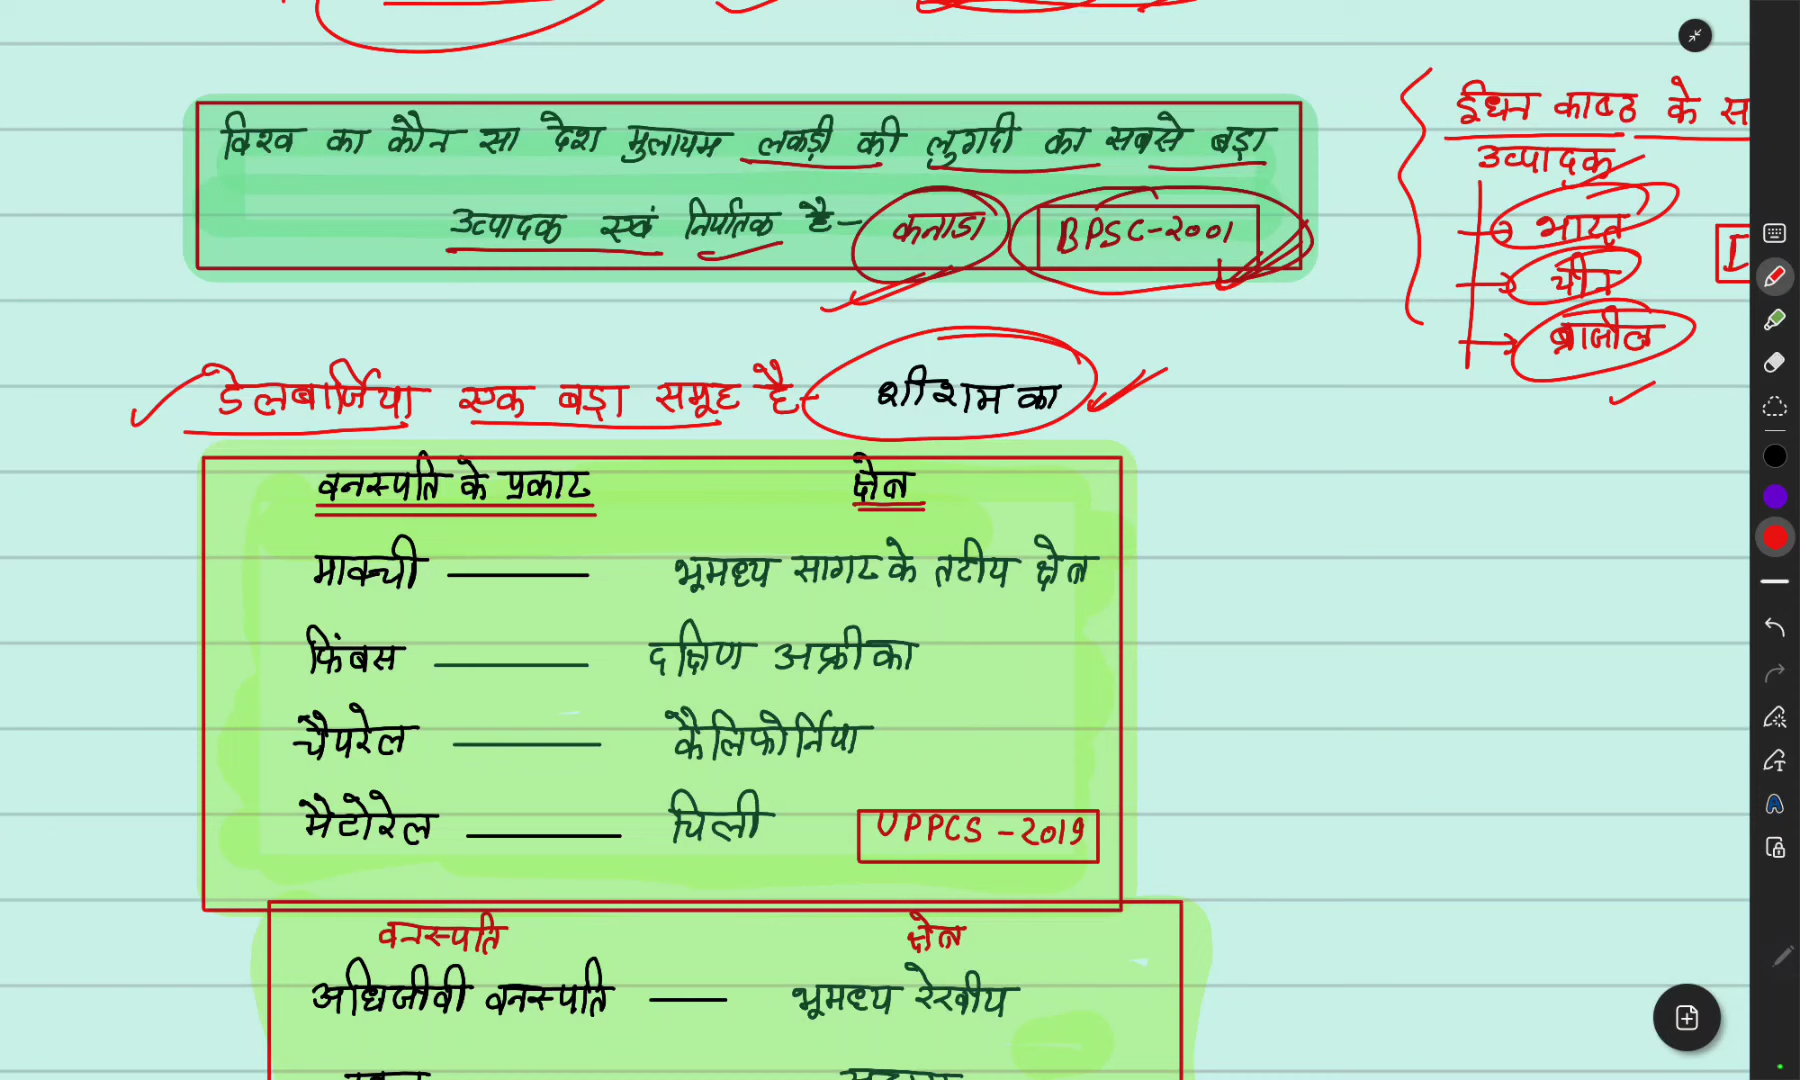 विश्व का कौन सा देश मुलायम लकड़ी की लुगदी का सबसे बड़ा
उत्पादक एवं निर्यातक है- कनाडा BPSC-2001
ईधन काष्ठ के स
उत्पादक
भारत
चीन
ब्राजील
डेलबार्जिया एक बड़ा समूह है- शीशम का
वनस्पति के प्रकार क्षेत्र
माक्ची भूमध्य सागर के तटीय क्षेत्र
फिंबस दक्षिण अफ्रीका
चैपरेल कैलिफोर्निया
मैटोरेल चिली UPPCS - 2019
वनस्पति क्षेत्र
अधिजीवी वनस्पति — भूमध्य रेखीय